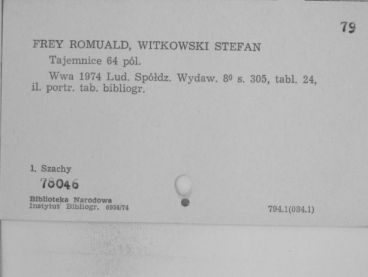 79
FREY ROMUALD, WITKOWSKI STEFAN
Tajemnice 64 pól.
Wwa 1974 Lud. Spółdz. Wydaw. 8º s. 305, tabl. 24,
il. portr. tab. bibliogr.
1. Szachy
78046
Biblioteka Narodowa
Instytut Bibliogr. 6934/74
794.1(084.1)